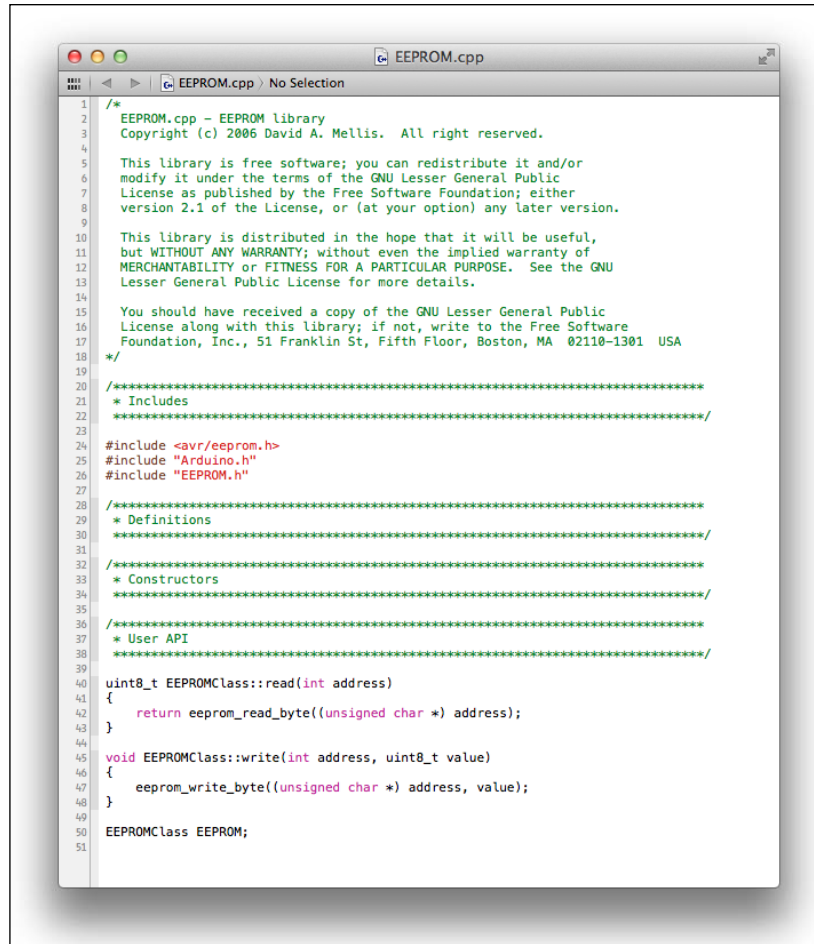 EEPROM.cpp
EEPROM.cpp › No Selection
1 /*
2 EEPROM.cpp – EEPROM library
3 Copyright (c) 2006 David A. Mellis.  All right reserved.
4
5 This library is free software; you can redistribute it and/or
6 modify it under the terms of the GNU Lesser General Public
7 License as published by the Free Software Foundation; either
8 version 2.1 of the License, or (at your option) any later version.
9
10 This library is distributed in the hope that it will be useful,
11 but WITHOUT ANY WARRANTY; without even the implied warranty of
12 MERCHANTABILITY or FITNESS FOR A PARTICULAR PURPOSE.  See the GNU
13 Lesser General Public License for more details.
14
15 You should have received a copy of the GNU Lesser General Public
16 License along with this library; if not, write to the Free Software
17 Foundation, Inc., 51 Franklin St, Fifth Floor, Boston, MA  02110–1301  USA
18 */
19
20 /******************************************************************************
21 * Includes
22 ******************************************************************************/
23
24 #include <avr/eeprom.h>
25 #include "Arduino.h"
26 #include "EEPROM.h"
27
28 /******************************************************************************
29 * Definitions
30 ******************************************************************************/
31
32 /******************************************************************************
33 * Constructors
34 ******************************************************************************/
35
36 /******************************************************************************
37 * User API
38 ******************************************************************************/
39
40 uint8_t EEPROMClass::read(int address)
41 {
42     return eeprom_read_byte((unsigned char *) address);
43 }
44
45 void EEPROMClass::write(int address, uint8_t value)
46 {
47     eeprom_write_byte((unsigned char *) address, value);
48 }
49
50 EEPROMClass EEPROM;
51